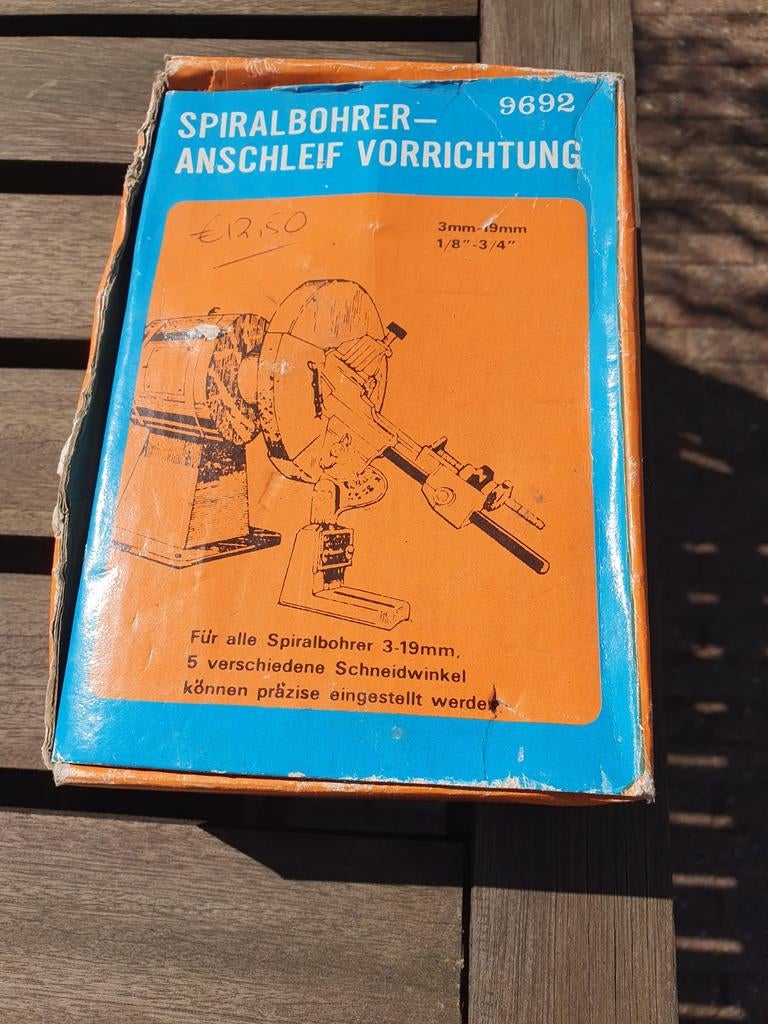 9692
SPIRALBOHRER–
ANSCHLEIF VORRICHTUNG
€12,50
3mm-19mm
1/8"-3/4"
Für alle Spiralbohrer 3-19mm,
5 verschiedene Schneidwinkel
können präzise eingestellt werden